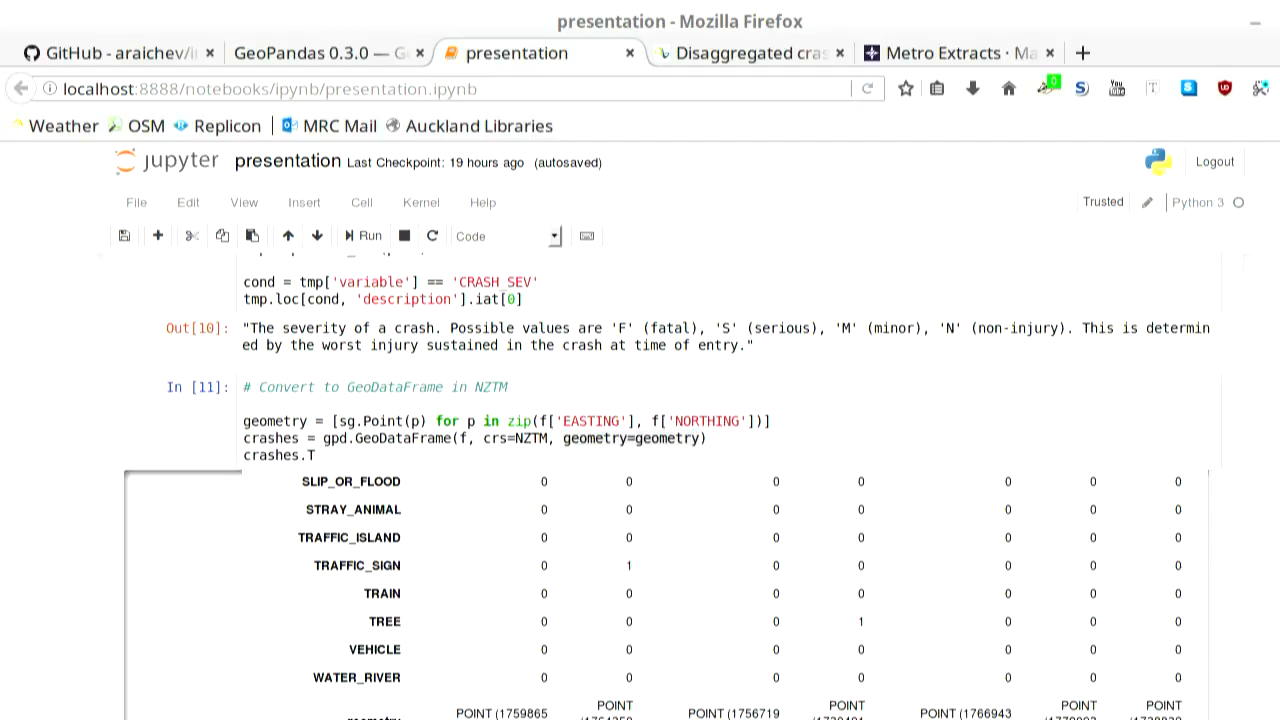 presentation - Mozilla Firefox
GitHub - araichev/i × GeoPandas 0.3.0 — G × presentation × Disaggregated cras × Metro Extracts · Ma × +
localhost:8888/notebooks/ipynb/presentation.ipynb
Weather OSM Replicon MRC Mail Auckland Libraries
jupyter presentation Last Checkpoint: 19 hours ago (autosaved)
Logout
File Edit View Insert Cell Kernel Help
Trusted Python 3
Run Code
cond = tmp['variable'] == 'CRASH_SEV'
tmp.loc[cond, 'description'].iat[0]
Out[10]: "The severity of a crash. Possible values are 'F' (fatal), 'S' (serious), 'M' (minor), 'N' (non-injury). This is determin
ed by the worst injury sustained in the crash at time of entry."
In [11]: # Convert to GeoDataFrame in NZTM
geometry = [sg.Point(p) for p in zip(f['EASTING'], f['NORTHING'])]
crashes = gpd.GeoDataFrame(f, crs=NZTM, geometry=geometry)
crashes.T
SLIP_OR_FLOOD 0 0 0 0 0 0 0
STRAY_ANIMAL 0 0 0 0 0 0 0
TRAFFIC_ISLAND 0 0 0 0 0 0 0
TRAFFIC_SIGN 0 1 0 0 0 0 0
TRAIN 0 0 0 0 0 0 0
TREE 0 0 0 1 0 0 0
VEHICLE 0 0 0 0 0 0 0
WATER_RIVER 0 0 0 0 0 0 0
POINT (1759865 POINT POINT (1756719 POINT POINT (1766943 POINT POINT